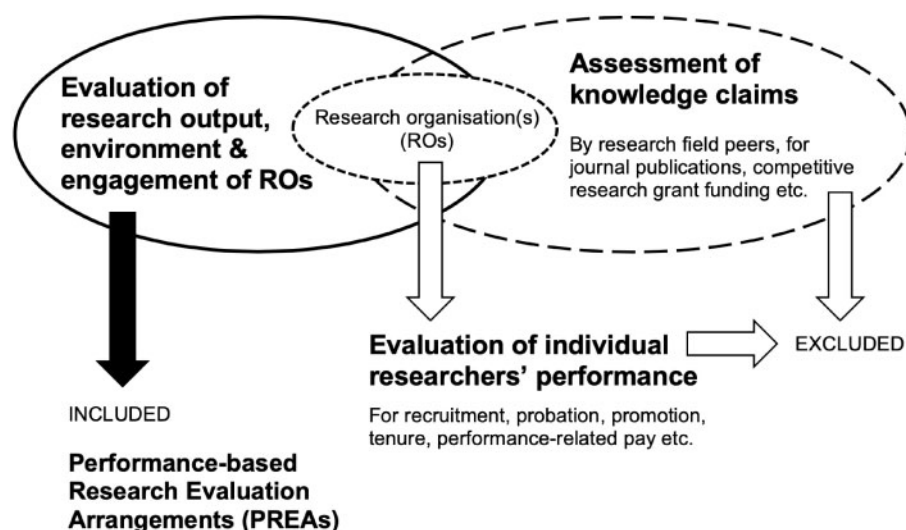 Evaluation of
research output,
environment &
engagement of ROs
Research organisation(s)
(ROs)
Assessment of
knowledge claims
By research field peers, for
journal publications, competitive
research grant funding etc.
Evaluation of individual
researchers' performance
For recruitment, probation, promotion,
tenure, performance-related pay etc.
EXCLUDED
INCLUDED
Performance-based
Research Evaluation
Arrangements (PREAs)